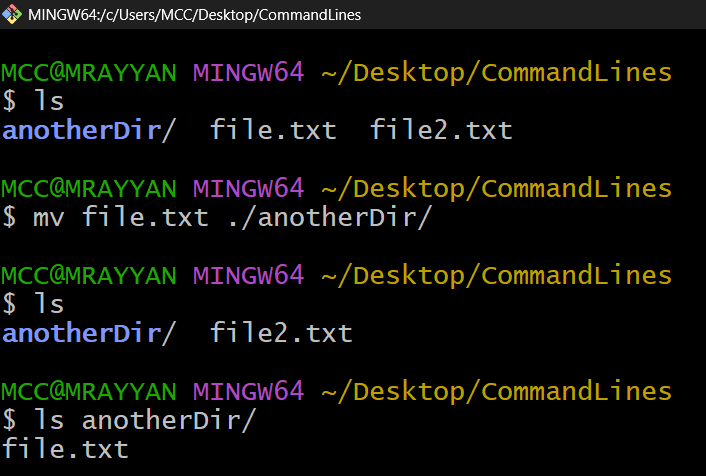 MINGW64:/c/Users/MCC/Desktop/CommandLines
MCC@MRAYYAN MINGW64 ~/Desktop/CommandLines
$ ls
anotherDir/  file.txt  file2.txt
MCC@MRAYYAN MINGW64 ~/Desktop/CommandLines
$ mv file.txt ./anotherDir/
MCC@MRAYYAN MINGW64 ~/Desktop/CommandLines
$ ls
anotherDir/  file2.txt
MCC@MRAYYAN MINGW64 ~/Desktop/CommandLines
$ ls anotherDir/
file.txt